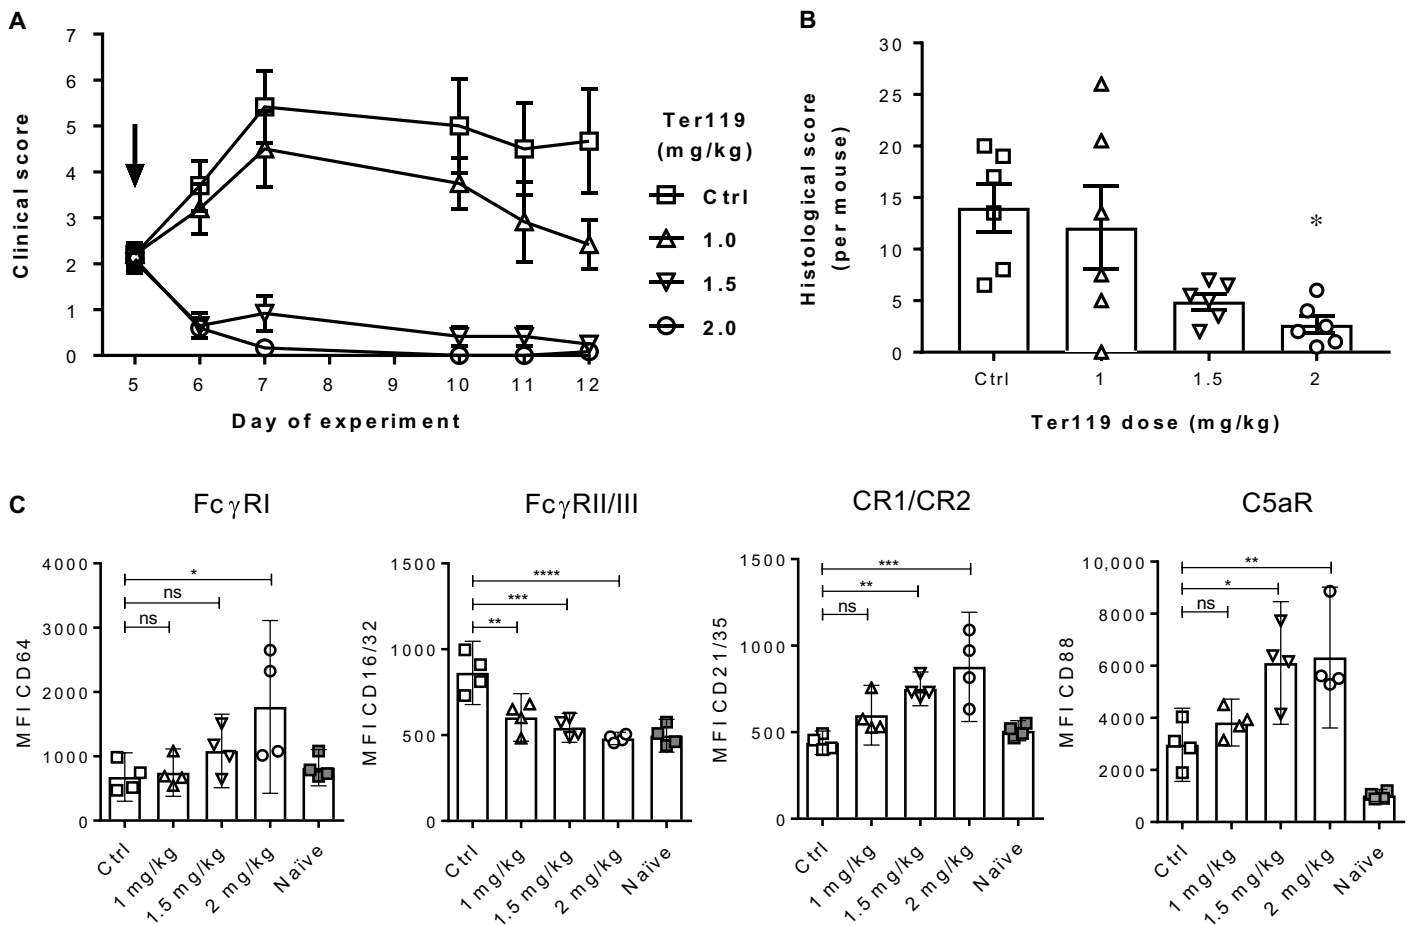 A
7
6
5
4
3
2
1
0
Clinical score
5
6
7
8
9
10
11
12
Day of experiment
Ter119
(mg/kg)
Ctrl
1.0
1.5
2.0
B
30
25
20
15
10
5
0
Histological score
(per mouse)
*
Ctrl
1
1.5
2
Ter119 dose (mg/kg)
C
FcγRI
4000
3000
2000
1000
0
MFI CD64
*
ns
ns
Ctrl
1 mg/kg
1.5 mg/kg
2 mg/kg
Naïve
FcγRII/III
1500
1000
500
0
MFI CD16/32
****
***
**
Ctrl
1 mg/kg
1.5 mg/kg
2 mg/kg
Naïve
CR1/CR2
1500
1000
500
0
MFI CD21/35
***
**
ns
Ctrl
1 mg/kg
1.5 mg/kg
2 mg/kg
Naïve
C5aR
10,000
8000
6000
4000
2000
0
MFI CD88
**
*
ns
Ctrl
1 mg/kg
1.5 mg/kg
2 mg/kg
Naïve